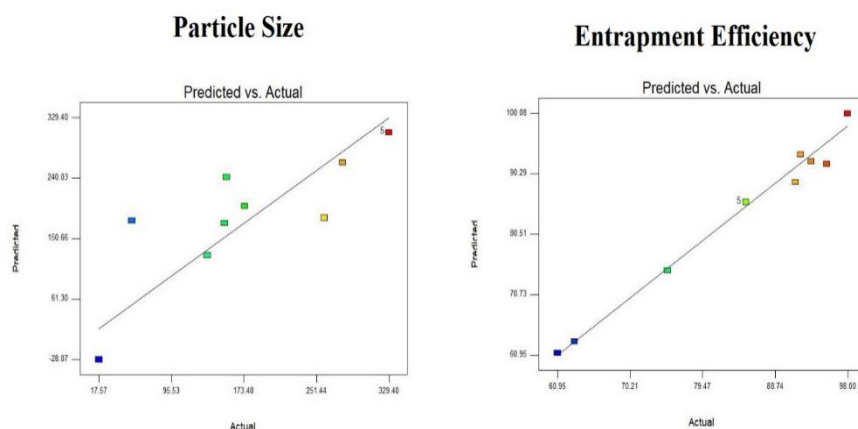 Particle Size
Predicted vs. Actual
329.40
240.03
150.66
61.30
-28.07
Predicted
5
17.57
95.53
173.48
251.44
329.40
Actual
Entrapment Efficiency
Predicted vs. Actual
100.08
90.29
80.51
70.73
60.95
Predicted
5
60.95
70.21
79.47
88.74
98.00
Actual